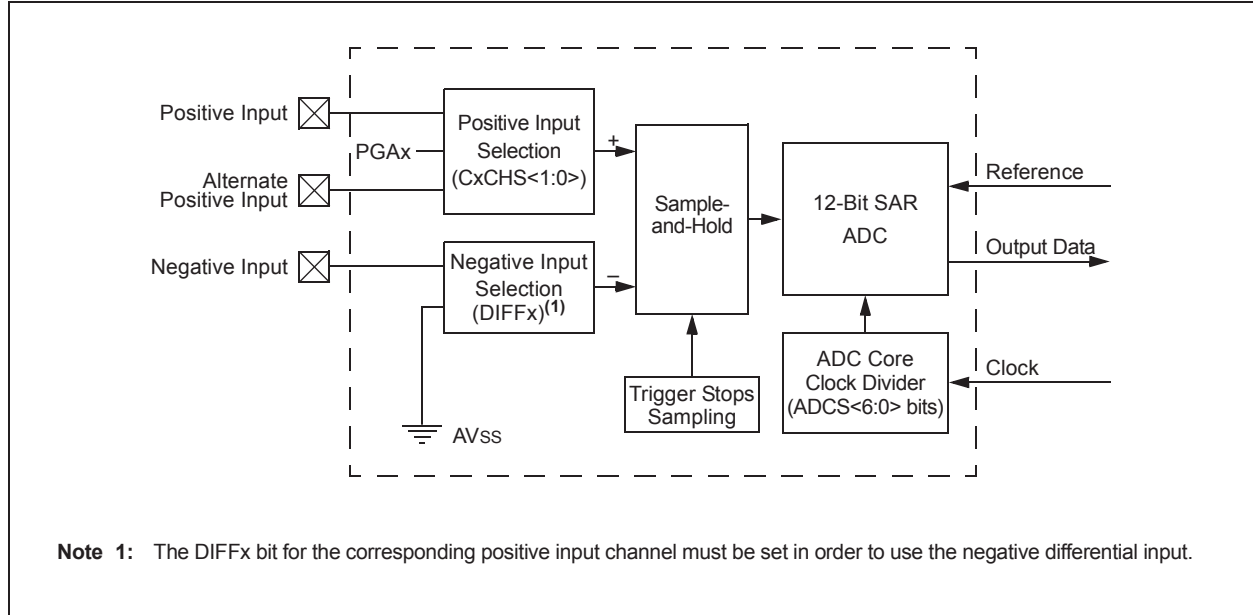 Positive Input
PGAx
Alternate
Positive Input
Negative Input
Positive Input
Selection
(CxCHS<1:0>)
+
Negative Input
Selection
(DIFFx)(1)
–
AVSS
Sample-
and-Hold
Trigger Stops
Sampling
12-Bit SAR
ADC
ADC Core
Clock Divider
(ADCS<6:0> bits)
Reference
Output Data
Clock
Note 1: The DIFFx bit for the corresponding positive input channel must be set in order to use the negative differential input.